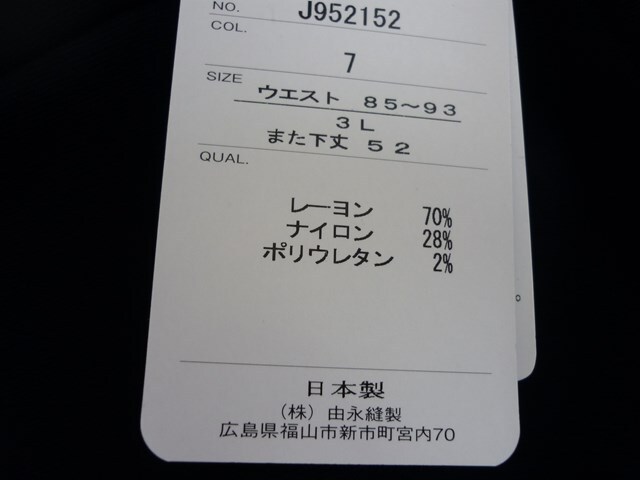 NO. J952152
COL.
7
SIZE
ウエスト 85～93
3L
また下丈 52
QUAL.
レーヨン 70%
ナイロン 28%
ポリウレタン 2%
日本製
（株）由永縫製
広島県福山市新市町宮内70